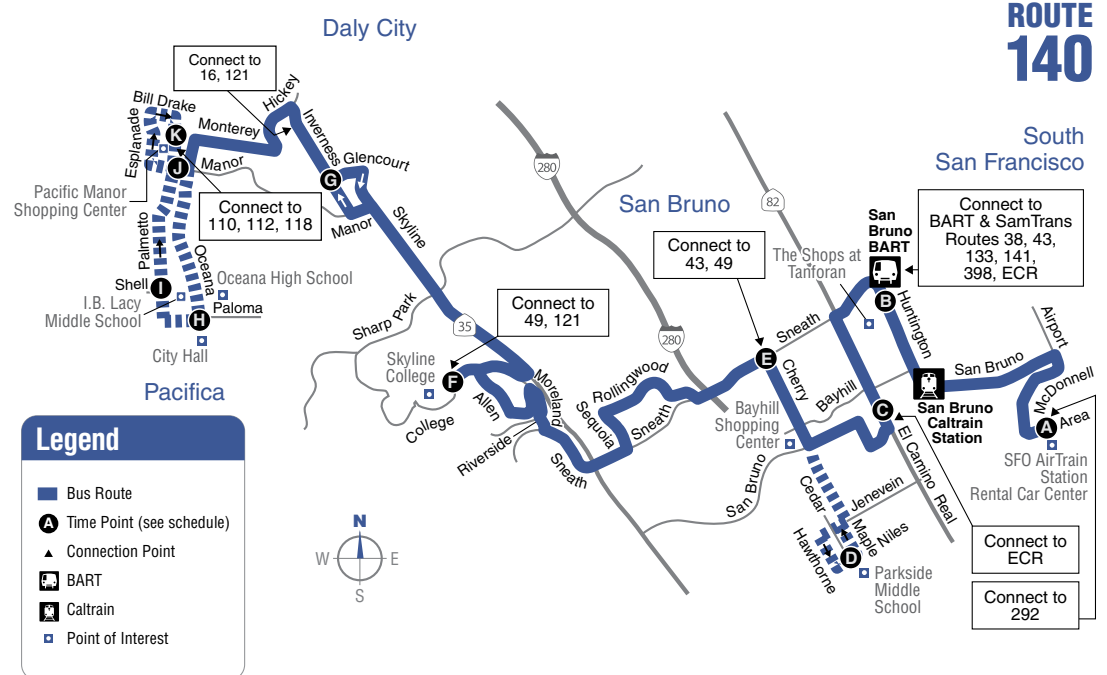 ROUTE
140
Daly City
Connect to
16, 121
Hickey
Bill Drake
Esplanade
K
Monterey
Inverness
Glencourt
G
J
Manor
Pacific Manor
Shopping Center
Connect to
110, 112, 118
Manor
Skyline
Palmetto
Oceana
Shell
I
I.B. Lacy
Middle School
Oceana High School
H
Paloma
City Hall
Pacifica
280
82
South
San Francisco
San Bruno
San
Bruno
BART
Connect to
BART & SamTrans
Routes 38, 43,
133, 141,
398, ECR
Connect to
43, 49
The Shops at
Tanforan
B
Huntington
Sneath
Airport
Connect to
49, 121
Sharp Park
35
280
Skyline
College
F
College
Allen
Moreland
Riverside
Sneath
Rollingwood
Sequoia
Sneath
E
Cherry
Bayhill
San Bruno
McDonnell
San Bruno
Caltrain
Station
C
A
Area
Bayhill
Shopping
Center
SFO AirTrain
Station
Rental Car Center
El Camino Real
San Bruno
Cedar
Jenevein
Maple
Niles
Hawthorne
D
Parkside
Middle
School
Connect to
ECR
Connect to
292
N
W
E
S
Legend
Bus Route
A Time Point (see schedule)
Connection Point
BART
Caltrain
Point of Interest